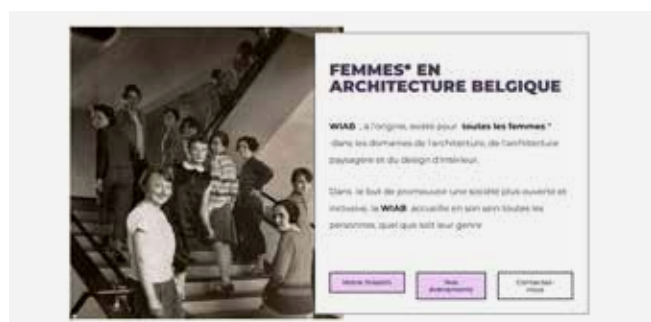 FEMMES* EN
ARCHITECTURE BELGIQUE
WIAB , à l'origine, existe pour toutes les femmes *
dans les domaines de l'architecture, de l'architecture
paysagère et du design d'intérieur.
Dans le but de promouvoir une société plus ouverte et
inclusive, la WIAB accueille en son sein toutes les
personnes, quel que soit leur genre
Notre mission
Nos
événements
Contactez-
nous